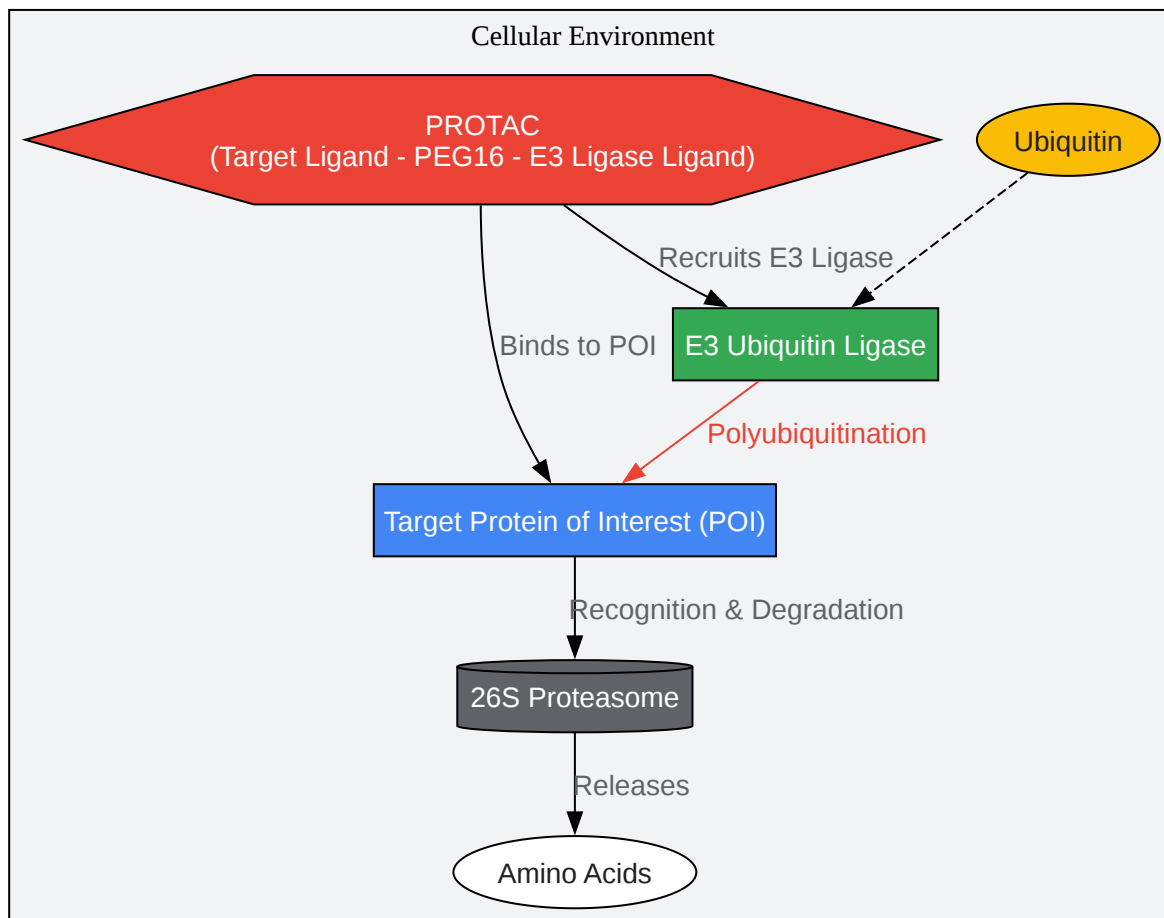 Cellular Environment
PROTAC
(Target Ligand - PEG16 - E3 Ligase Ligand)
Ubiquitin
Recruits E3 Ligase
Binds to POI
E3 Ubiquitin Ligase
Polyubiquitination
Target Protein of Interest (POI)
Recognition & Degradation
26S Proteasome
Releases
Amino Acids